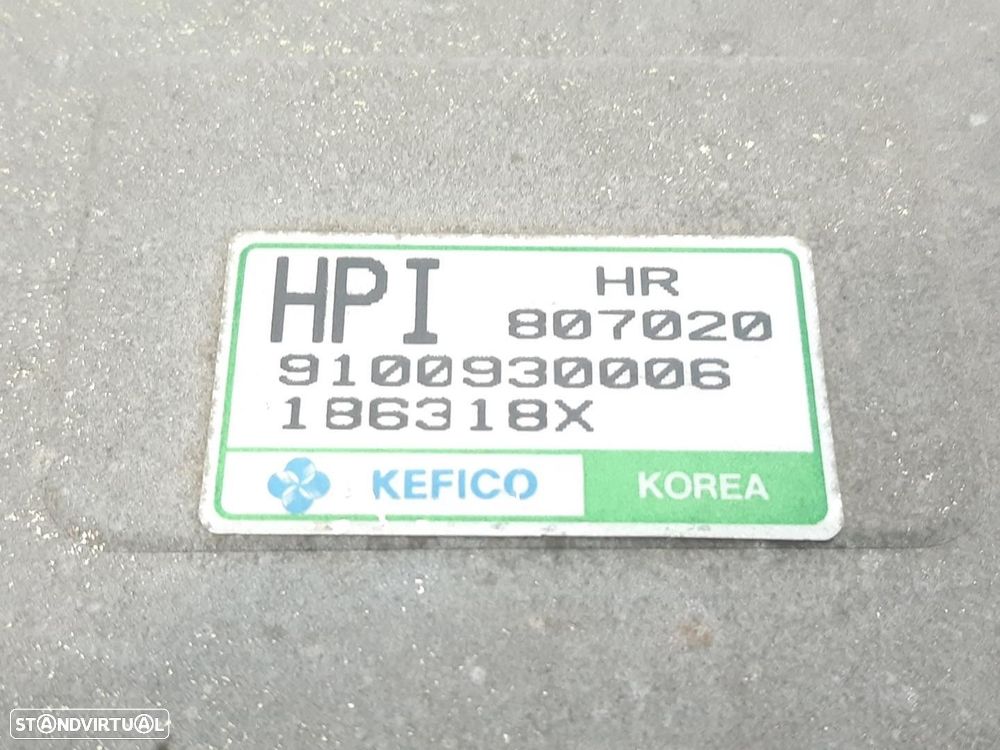 HPI HR
807020
9100930006
186318X
KEFICO KOREA
STANDVIRTUAL